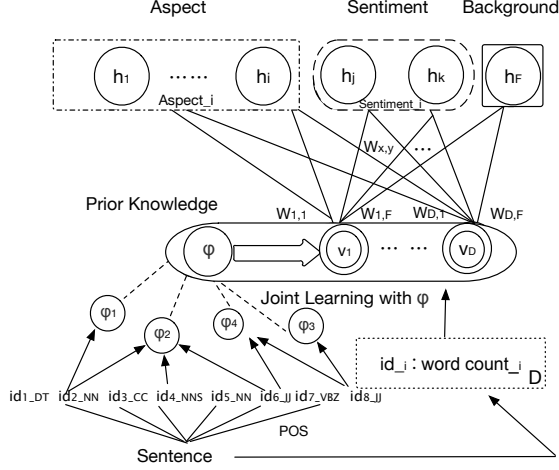 Aspect Sentiment Background
h1 …… hi hj hk hF
Aspect_i Sentiment_i
Wx,y …
Prior Knowledge W1,1 W1,F WD,1 WD,F
φ v1 … … vD
Joint Learning with φ
φ1 φ2 φ4 φ3
id_i : word count_i D
id1_DT id2_NN id3_CC id4_NNS id5_NN id6_JJ id7_VBZ id8_JJ
POS
Sentence